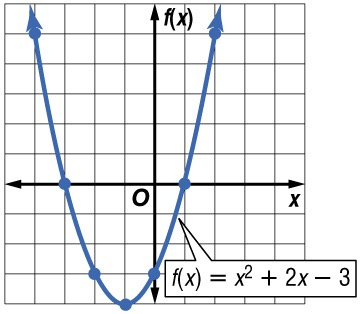 f(x)
O
x
f(x) = x² + 2x − 3